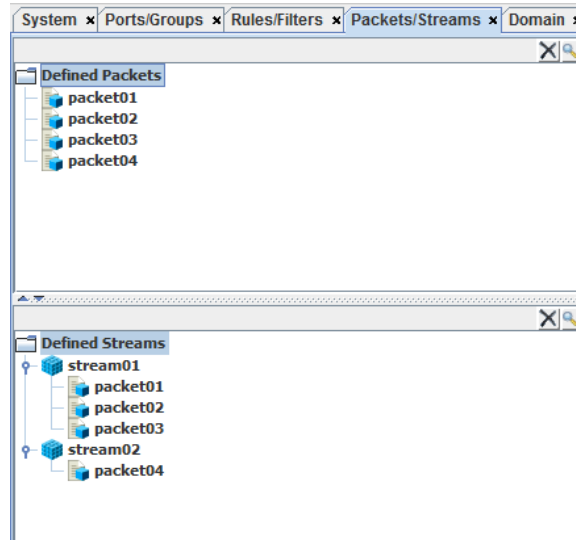 System Ports/Groups Rules/Filters Packets/Streams Domain
Defined Packets
packet01
packet02
packet03
packet04
Defined Streams
stream01
packet01
packet02
packet03
stream02
packet04